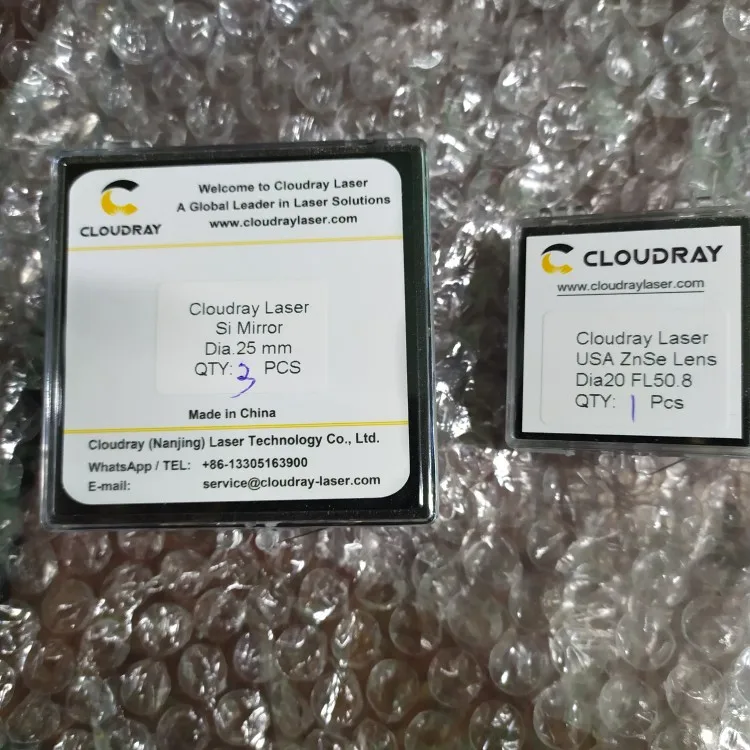 CLOUDRAY
Welcome to Cloudray Laser
A Global Leader in Laser Solutions
www.cloudraylaser.com
Cloudray Laser
Si Mirror
Dia.25 mm
QTY: 3 PCS
Made in China
Cloudray (Nanjing) Laser Technology Co., Ltd.
WhatsApp / TEL: +86-13305163900
E-mail: service@cloudray-laser.com
CLOUDRAY
www.cloudraylaser.com
Cloudray Laser
USA ZnSe Lens
Dia20 FL50.8
QTY: 1 Pcs